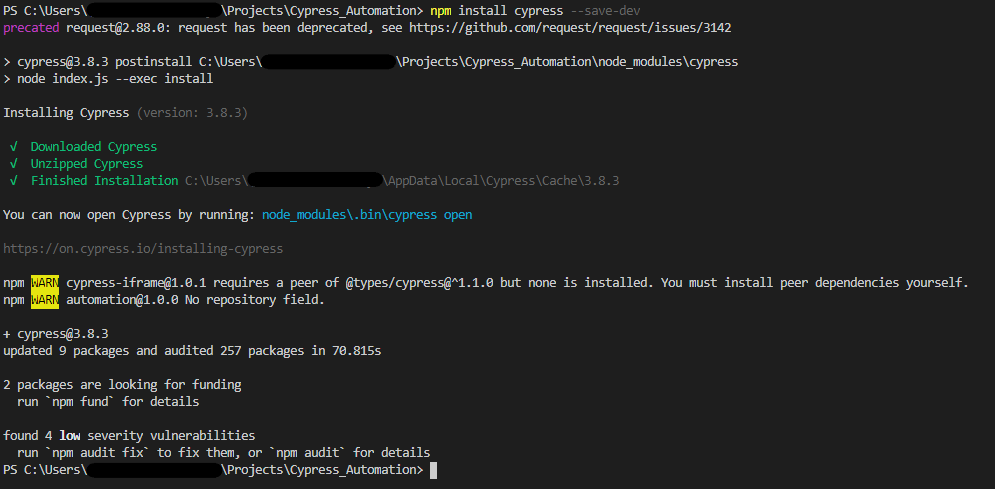 PS C:\Users\ \Projects\Cypress_Automation> npm install cypress --save-dev
precated request@2.88.0: request has been deprecated, see https://github.com/request/request/issues/3142
> cypress@3.8.3 postinstall C:\Users\ \Projects\Cypress_Automation\node_modules\cypress
> node index.js --exec install
Installing Cypress (version: 3.8.3)
√ Downloaded Cypress
√ Unzipped Cypress
√ Finished Installation C:\Users\ \AppData\Local\Cypress\Cache\3.8.3
You can now open Cypress by running: node_modules\.bin\cypress open
https://on.cypress.io/installing-cypress
npm WARN cypress-iframe@1.0.1 requires a peer of @types/cypress@^1.1.0 but none is installed. You must install peer dependencies yourself.
npm WARN automation@1.0.0 No repository field.
+ cypress@3.8.3
updated 9 packages and audited 257 packages in 70.815s
2 packages are looking for funding
run `npm fund` for details
found 4 low severity vulnerabilities
run `npm audit fix` to fix them, or `npm audit` for details
PS C:\Users\ \Projects\Cypress_Automation>